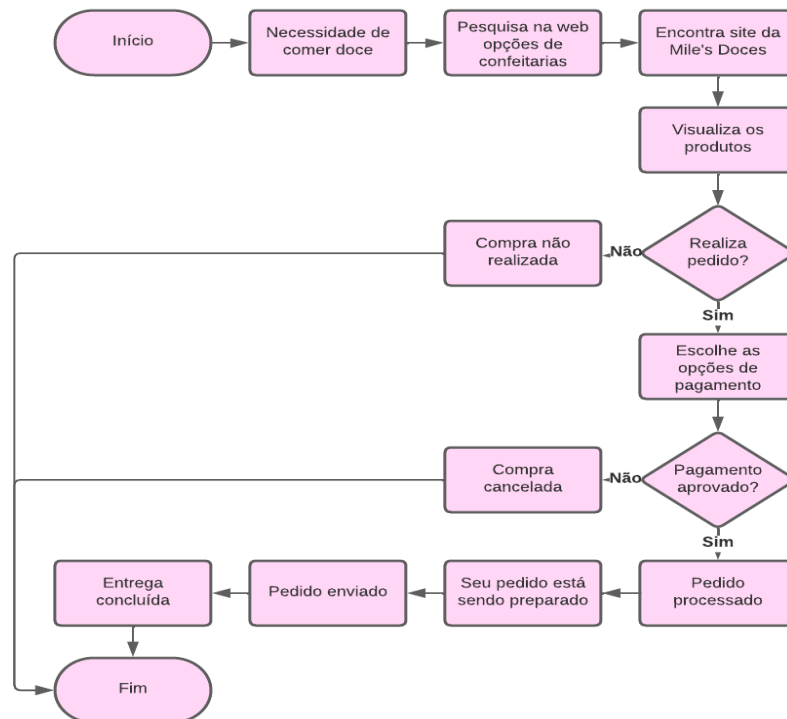 Início
Necessidade de
comer doce
Pesquisa na web
opções de
confeitarias
Encontra site da
Mile's Doces
Visualiza os
produtos
Realiza
pedido?
Não
Compra não
realizada
Sim
Escolhe as
opções de
pagamento
Pagamento
aprovado?
Não
Compra
cancelada
Sim
Pedido
processado
Seu pedido está
sendo preparado
Pedido enviado
Entrega
concluída
Fim